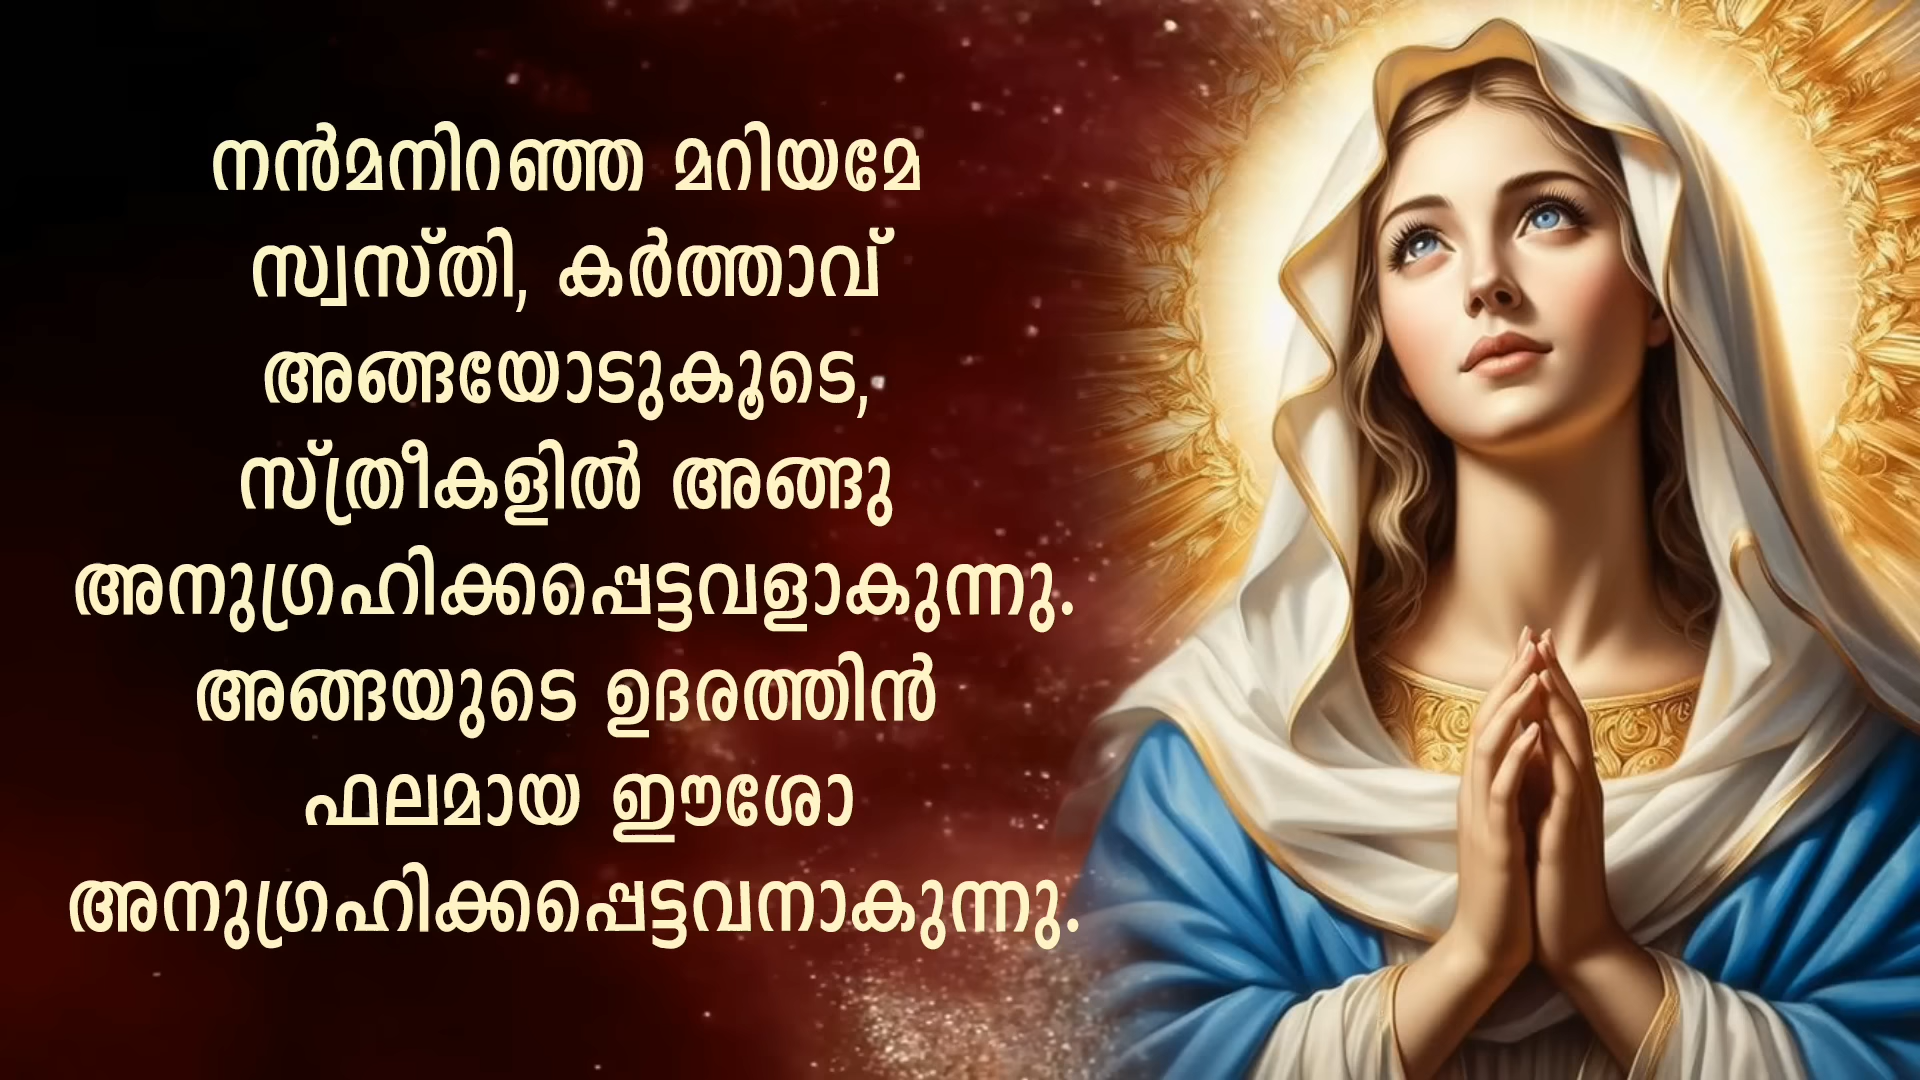 നൻമനിറഞ്ഞ മറിയമേ
സ്വസ്തി, കർത്താവ്
അങ്ങയോടുകൂടെ,
സ്ത്രീകളിൽ അങ്ങു
അനുഗ്രഹിക്കപ്പെട്ടവളാകുന്നു.
അങ്ങയുടെ ഉദരത്തിൻ
ഫലമായ ഈശോ
അനുഗ്രഹിക്കപ്പെട്ടവനാകുന്നു.